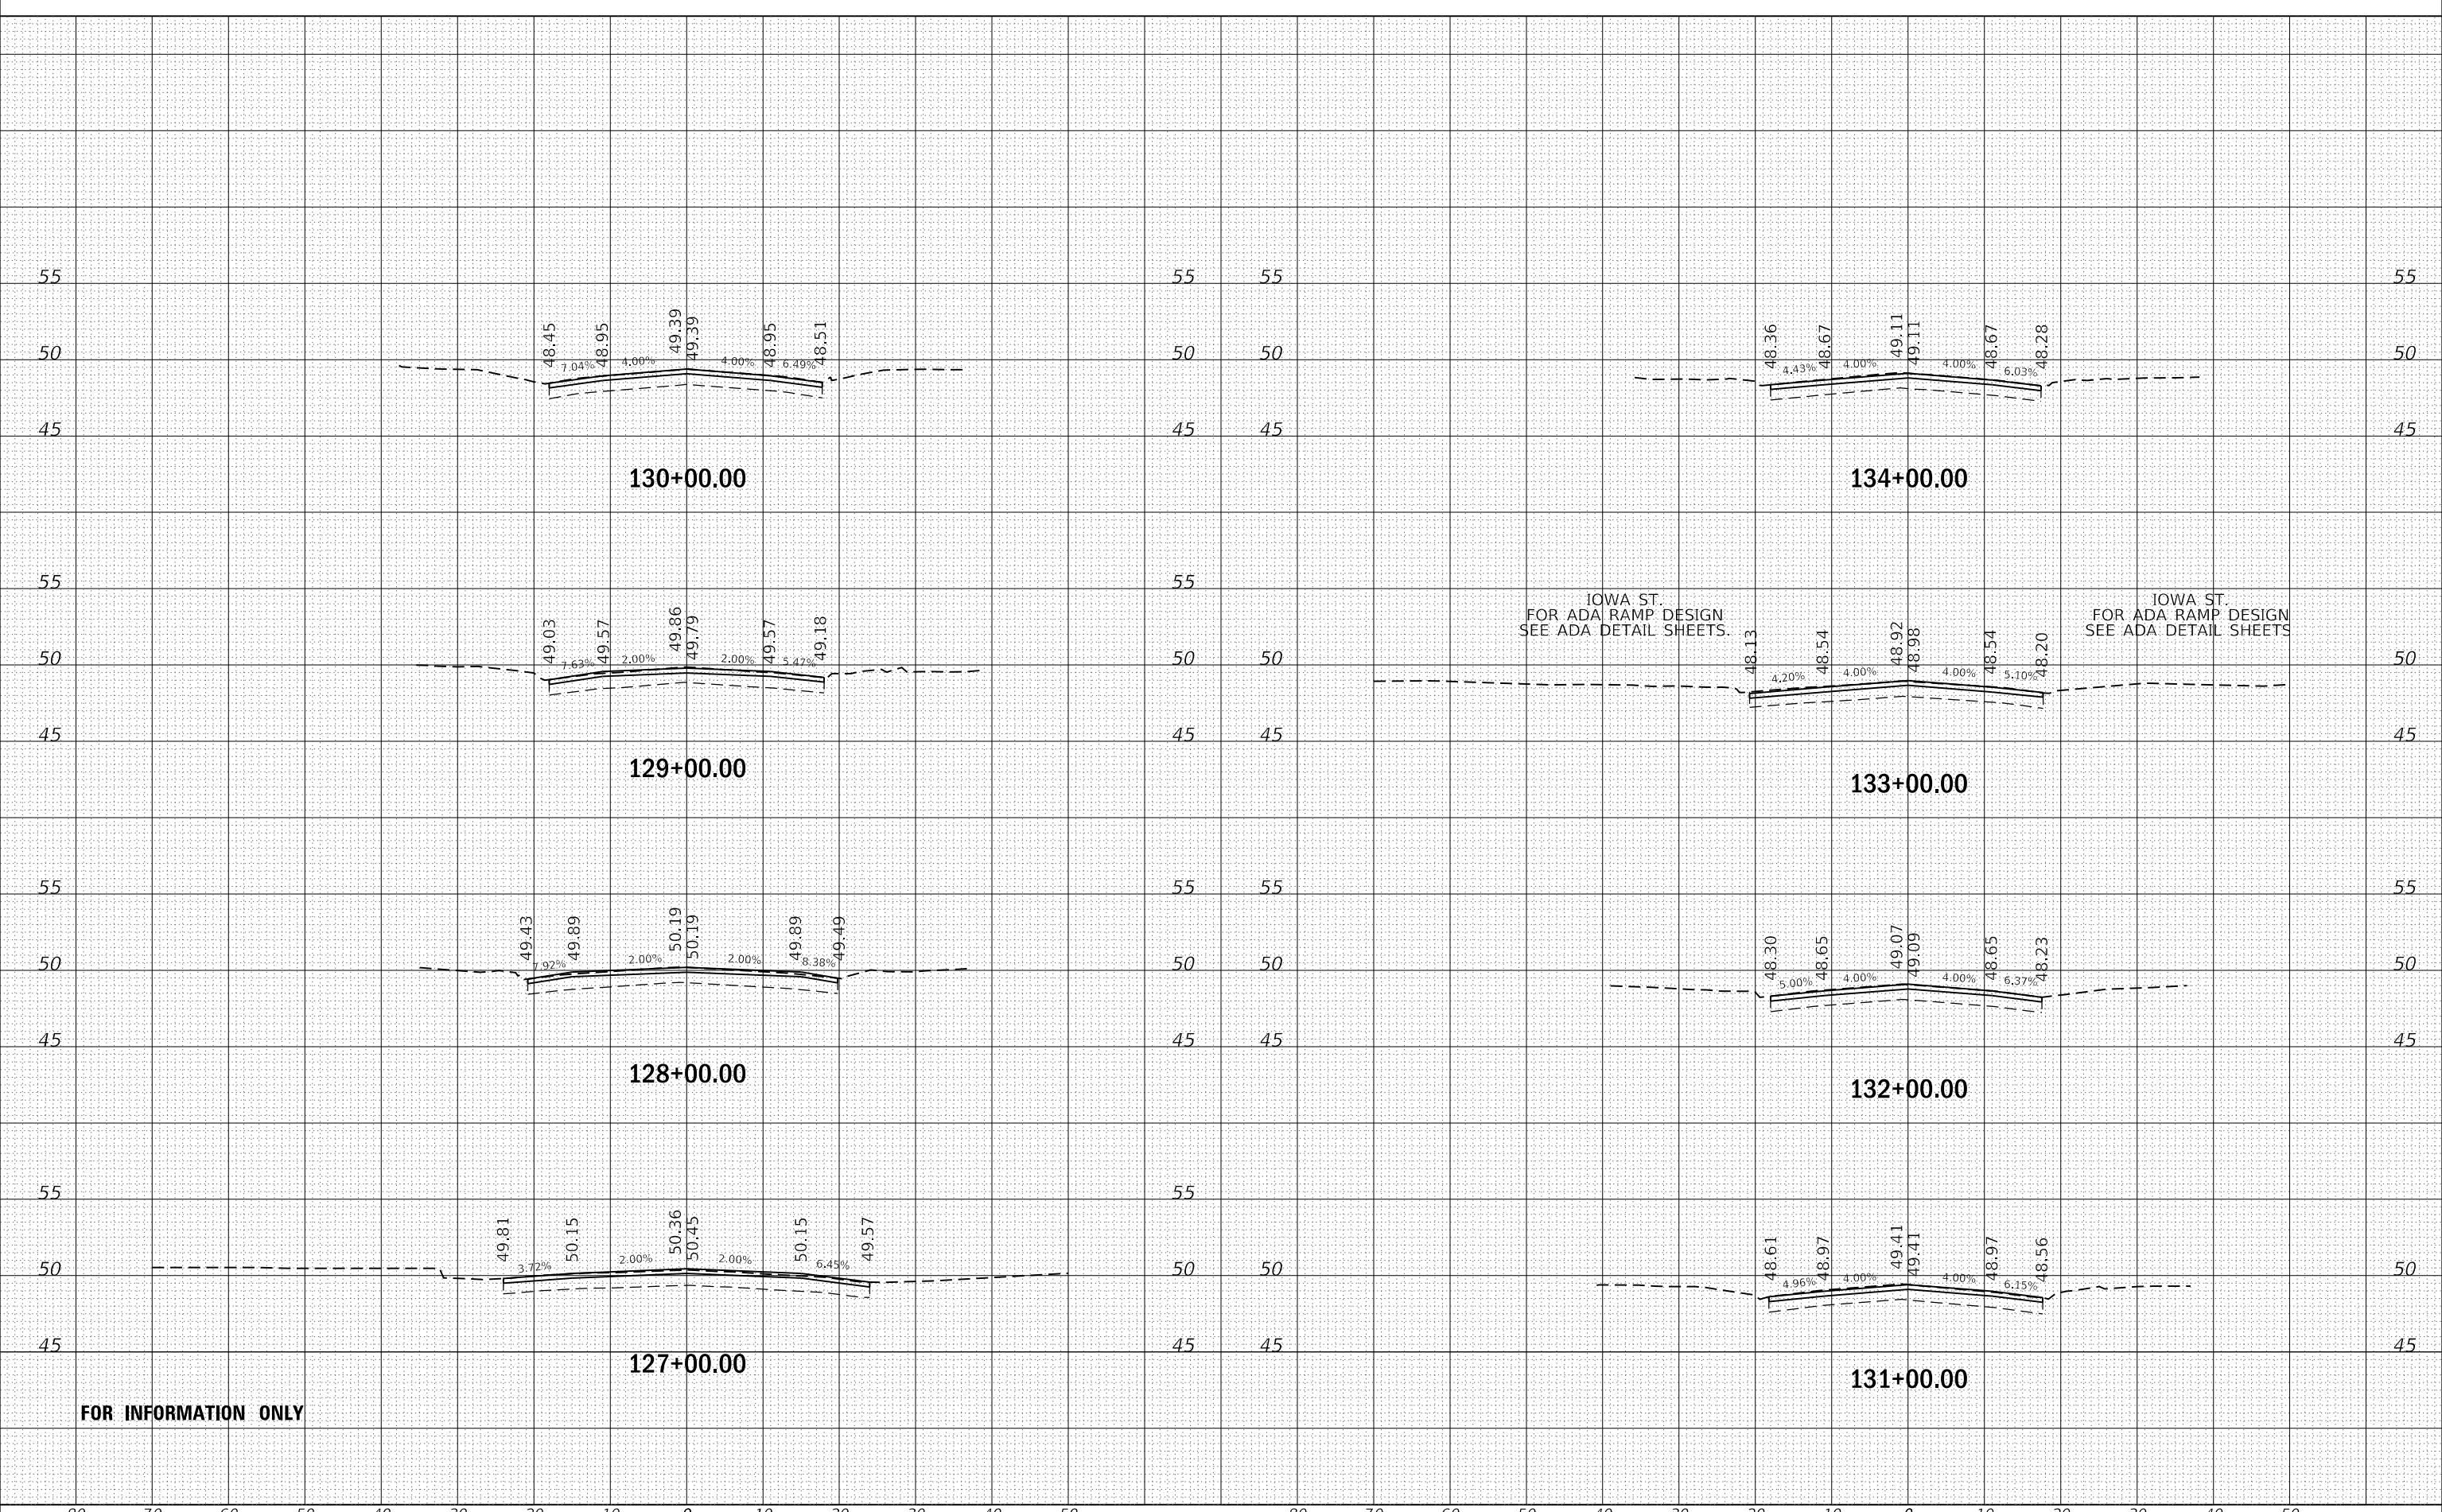 55 55 55 55
48.45 48.95 49.39 49.39 48.95 48.51
48.36 48.67 49.11 49.11 48.67 48.28
50 50 50 50
7.04% 4.00% 4.00% 6.49%
4.43% 4.00% 4.00% 6.03%
45 45 45 45
130+00.00
134+00.00
55 55 55 55
IOWA ST.
FOR ADA RAMP DESIGN
SEE ADA DETAIL SHEETS.
IOWA ST.
FOR ADA RAMP DESIGN
SEE ADA DETAIL SHEETS
49.03 49.57 49.86 49.79 49.57 49.18
48.13 48.54 48.92 48.98 48.54 48.20
50 50 50 50
7.63% 2.00% 2.00% 5.47%
4.20% 4.00% 4.00% 5.10%
45 45 45 45
129+00.00
133+00.00
55 55 55 55
49.43 49.89 50.19 50.19 49.89 49.49
48.30 48.65 49.07 49.09 48.65 48.23
50 50 50 50
7.92% 2.00% 2.00% 8.38%
5.00% 4.00% 4.00% 6.37%
45 45 45 45
128+00.00
132+00.00
55 55 55 55
49.81 50.15 50.36 50.45 50.15 49.57
48.61 48.97 49.41 49.41 48.97 48.56
50 50 50 50
3.72% 2.00% 2.00% 6.45%
4.96% 4.00% 4.00% 6.15%
45 45 45 45
127+00.00
131+00.00
FOR INFORMATION ONLY